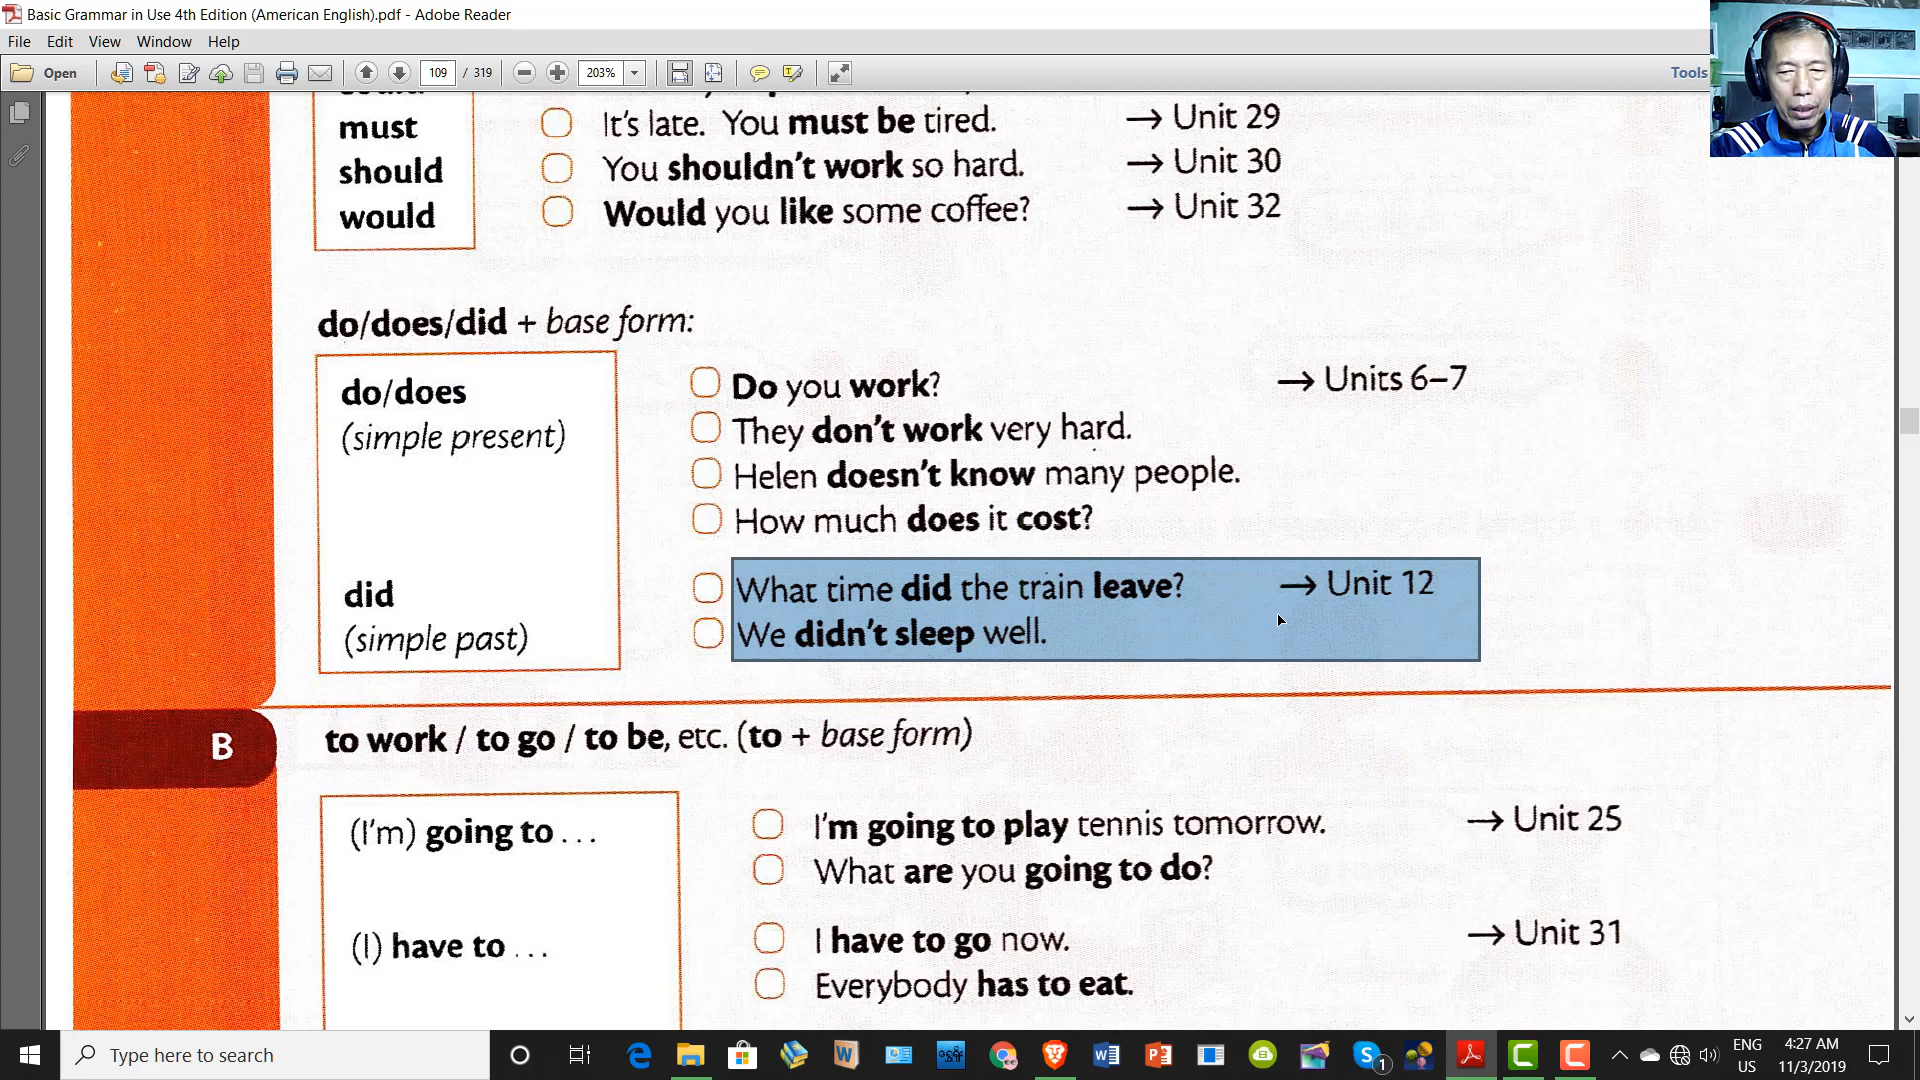 Basic Grammar in Use 4th Edition (American English).pdf - Adobe Reader
File Edit View Window Help
Open 109 / 319 203% Tools
must It's late. You must be tired. → Unit 29
should You shouldn't work so hard. → Unit 30
would Would you like some coffee? → Unit 32
do/does/did + base form:
do/does Do you work? → Units 6–7
(simple present) They don't work very hard.
Helen doesn't know many people.
How much does it cost?
did What time did the train leave? → Unit 12
(simple past) We didn't sleep well.
B to work / to go / to be, etc. (to + base form)
(I'm) going to ... I'm going to play tennis tomorrow. → Unit 25
What are you going to do?
(I) have to ... I have to go now. → Unit 31
Everybody has to eat.
Type here to search
1
ENG 4:27 AM
US 11/3/2019